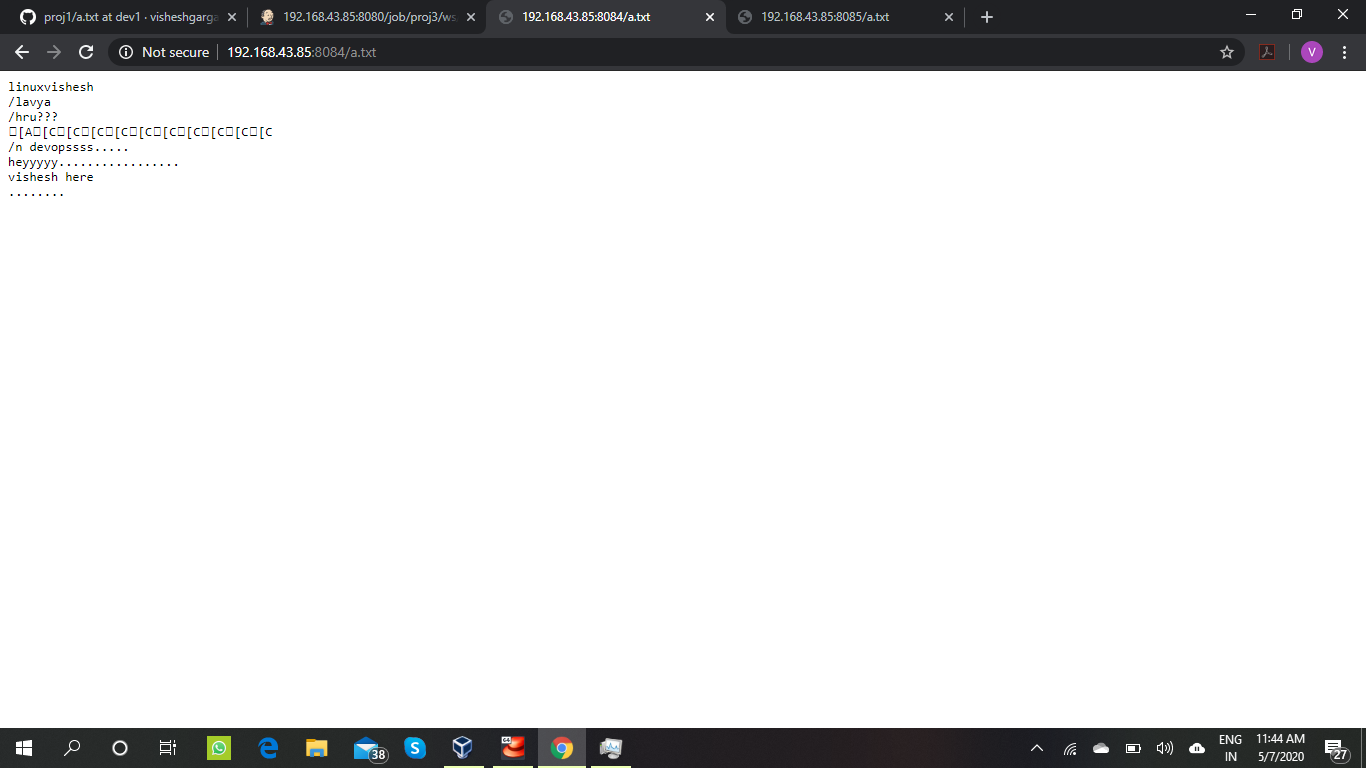 proj1/a.txt at dev1 · visheshgarga
192.168.43.85:8080/job/proj3/ws
192.168.43.85:8084/a.txt
192.168.43.85:8085/a.txt
Not secure
192.168.43.85:8084/a.txt
V
linuxvishesh
/lavya
/hru???
□[A□[C□[C□[C□[C□[C□[C□[C□[C□[C□[C
/n devopssss.....
heyyyyy.................
vishesh here
........
38
64
ENG
IN
11:44 AM
5/7/2020
27